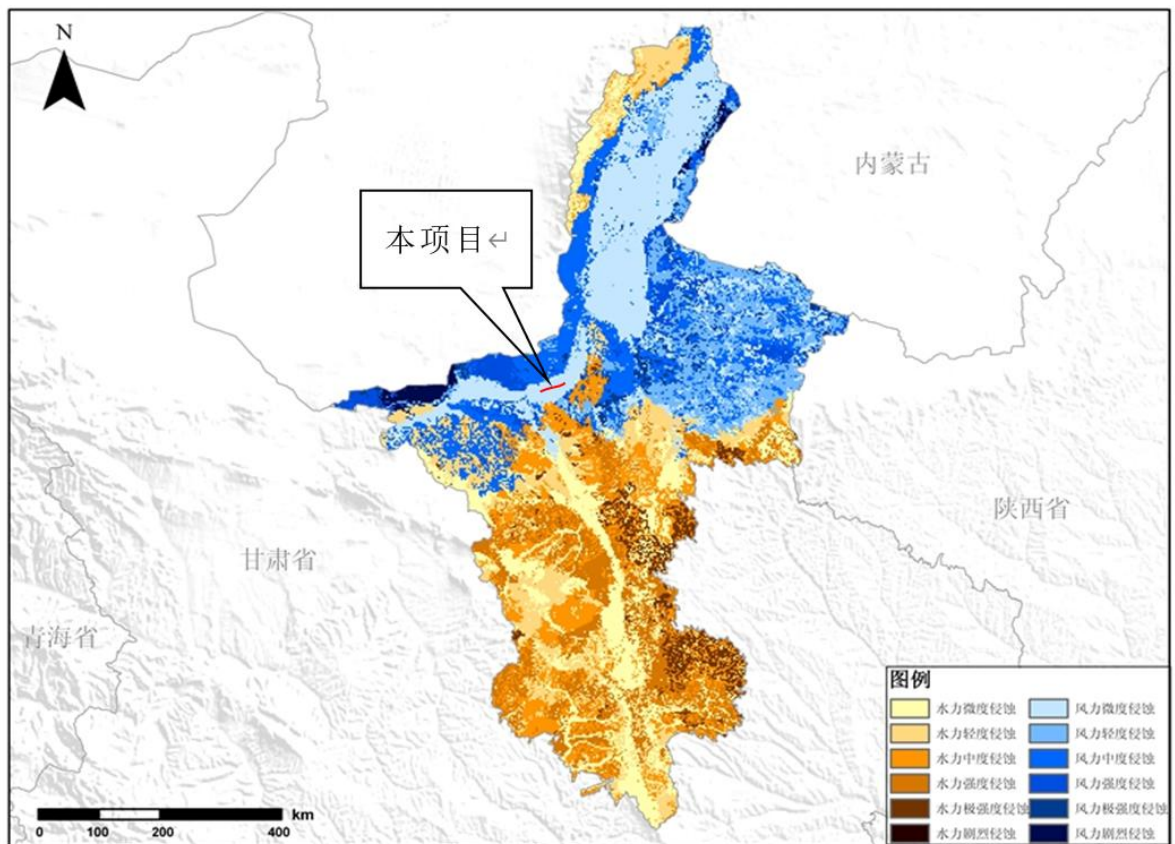 N
内蒙古
本项目↵
陕西省
甘肃省
青海省
图例
水力微度侵蚀 风力微度侵蚀
水力轻度侵蚀 风力轻度侵蚀
水力中度侵蚀 风力中度侵蚀
水力强度侵蚀 风力强度侵蚀
水力极强度侵蚀 风力极强度侵蚀
水力剧烈侵蚀 风力剧烈侵蚀
km
0 100 200 400